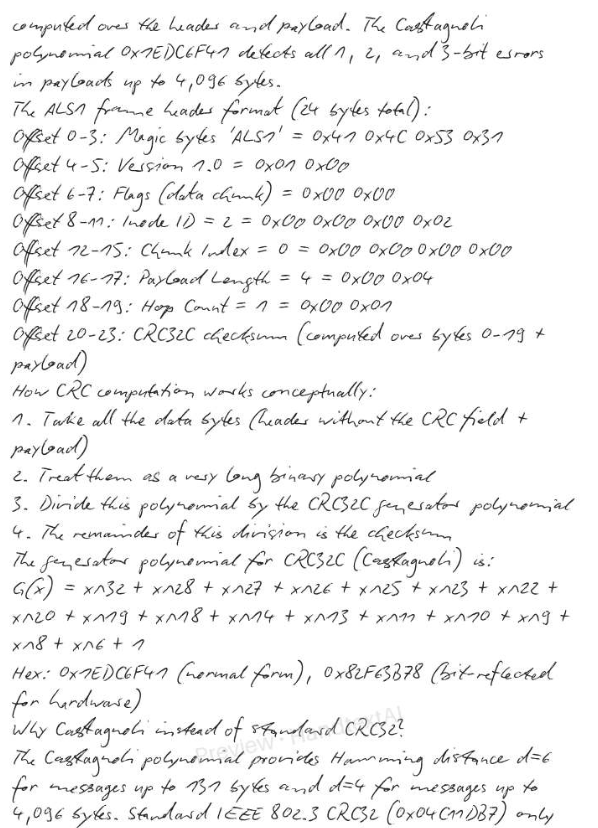 computed over the header and payload. The Castagnoli
polynomial 0x1EDC6F41 detects all 1, 2, and 3-bit errors
in payloads up to 4,096 bytes.
The ALS1 frame header format (24 bytes total):
Offset 0-3: Magic bytes 'ALS1' = 0x41 0x4C 0x53 0x31
Offset 4-5: Version 1.0 = 0x01 0x00
Offset 6-7: Flags (data chunk) = 0x00 0x00
Offset 8-11: Inode ID = 2 = 0x00 0x00 0x00 0x02
Offset 12-15: Chunk Index = 0 = 0x00 0x00 0x00 0x00
Offset 16-17: Payload Length = 4 = 0x00 0x04
Offset 18-19: Hop Count = 1 = 0x00 0x01
Offset 20-23: CRC32C checksum (computed over bytes 0-19 +
payload)
How CRC computation works conceptually:
1. Take all the data bytes (header without the CRC field +
payload)
2. Treat them as a very long binary polynomial
3. Divide this polynomial by the CRC32C generator polynomial
4. The remainder of this division is the checksum
The generator polynomial for CRC32C (Castagnoli) is:
G(x) = x^32 + x^28 + x^27 + x^26 + x^25 + x^23 + x^22 +
x^20 + x^19 + x^18 + x^14 + x^13 + x^11 + x^10 + x^9 +
x^8 + x^6 + 1
Hex: 0x1EDC6F41 (normal form), 0x82F63B78 (bit-reflected
for hardware)
Why Castagnoli instead of standard CRC32?
The Castagnoli polynomial provides Hamming distance d=6
for messages up to 131 bytes and d=4 for messages up to
4,096 bytes. Standard IEEE 802.3 CRC32 (0x04C11DB7) only